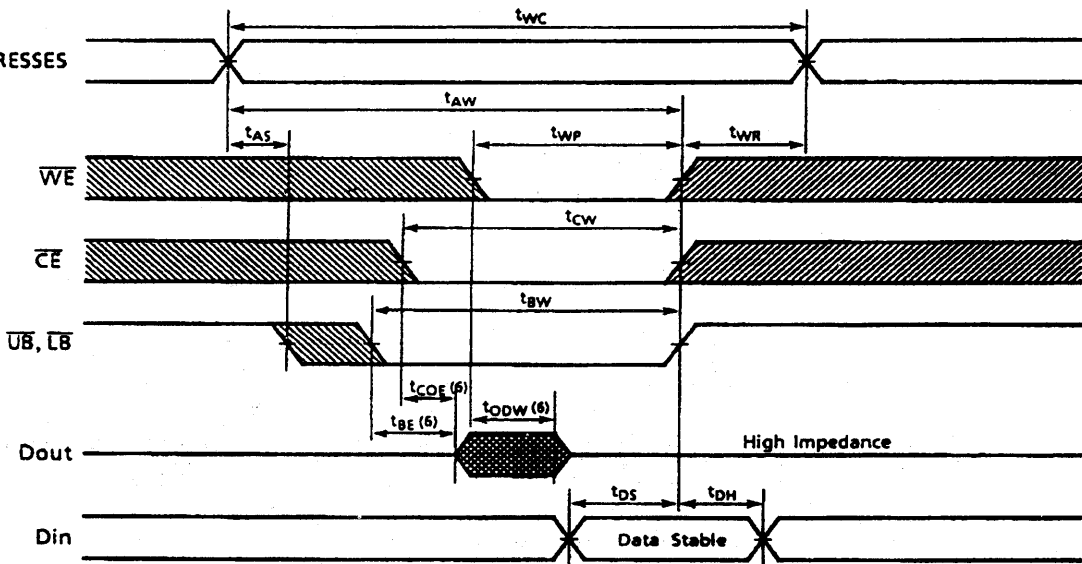 tWC
RESSES
tAW
tAS
tWP
tWR
WE
tCW
CE
tBW
UB, LB
tCOE (6)
tODW (6)
tBE (6)
Dout
High Impedance
tDS
tDH
Din
Data Stable